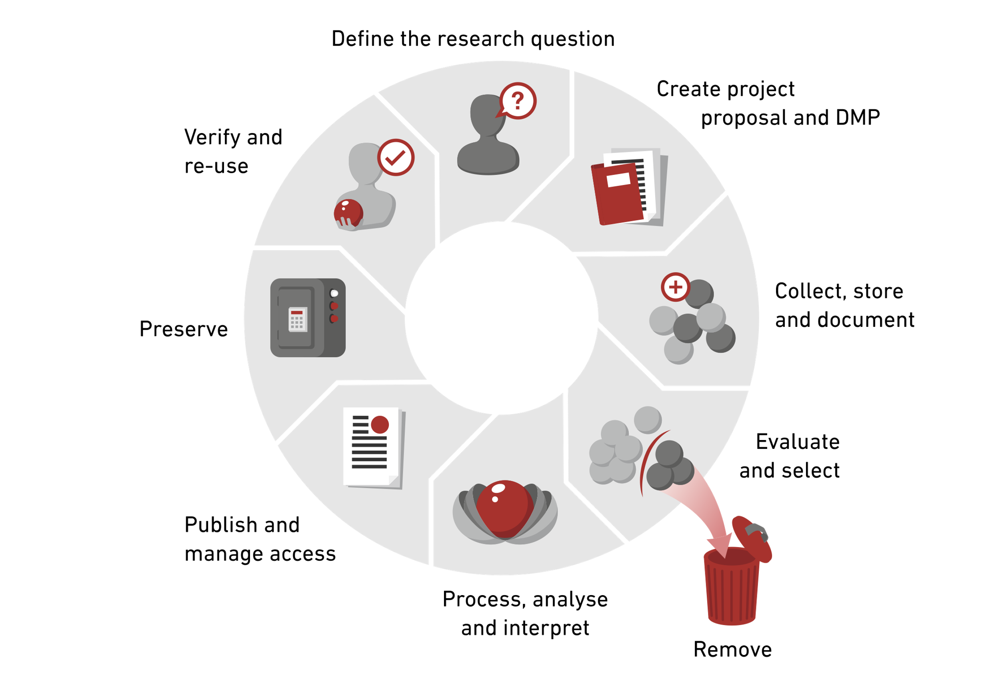 Define the research question
Create project
proposal and DMP
Collect, store
and document
Evaluate
and select
Remove
Process, analyse
and interpret
Publish and
manage access
Preserve
Verify and
re-use
?